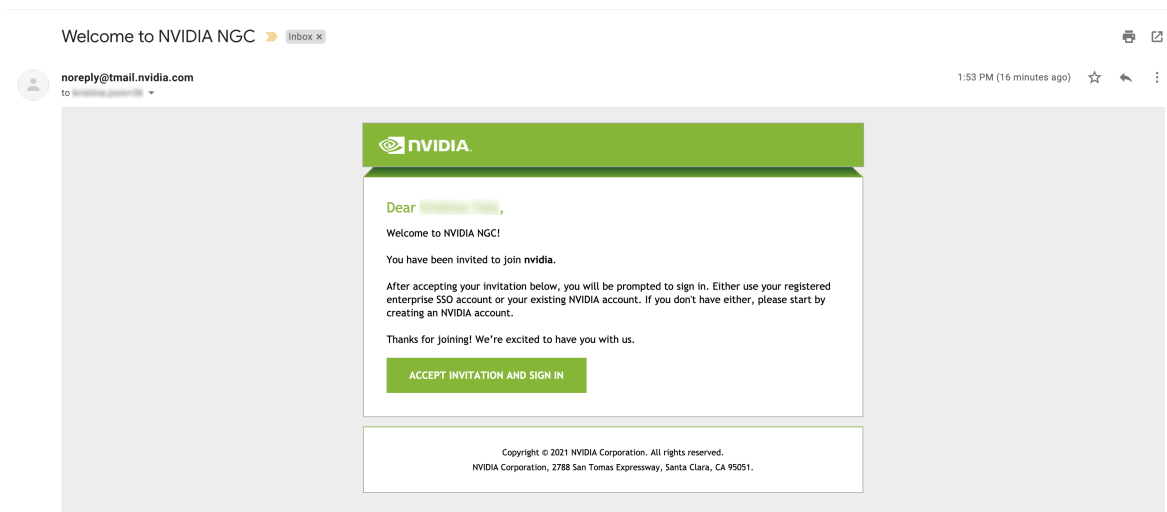 Welcome to NVIDIA NGC
Inbox ×
noreply@tmail.nvidia.com
1:53 PM (16 minutes ago)
to
NVIDIA.
Dear ,
Welcome to NVIDIA NGC!
You have been invited to join nvidia.
After accepting your invitation below, you will be prompted to sign in. Either use your registered
enterprise SSO account or your existing NVIDIA account. If you don't have either, please start by
creating an NVIDIA account.
Thanks for joining! We're excited to have you with us.
ACCEPT INVITATION AND SIGN IN
Copyright © 2021 NVIDIA Corporation. All rights reserved.
NVIDIA Corporation, 2788 San Tomas Expressway, Santa Clara, CA 95051.